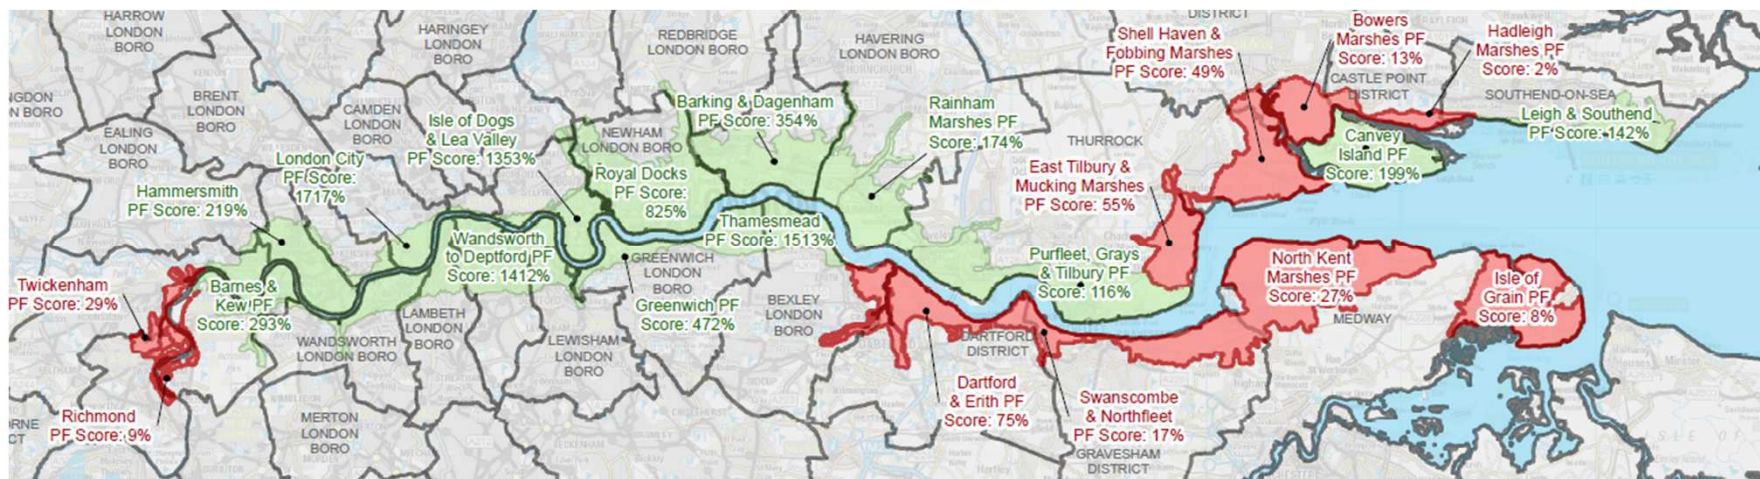 HARROW
LONDON
BORO
HARINGEY
LONDON
BORO
REDBRIDGE
LONDON BORO
HAVERING
LONDON BORO
DISTRICT
Shell Haven &
Fobbing Marshes
PF Score: 49%
Bowers
Marshes PF
Score: 13%
Hadleigh
Marshes PF
Score: 2%
CASTLE POINT
DISTRICT
SOUTHEND-ON-SEA
Leigh & Southend
PF Score: 142%
NGDON
N BORO
BRENT
LONDON
BORO
EALING
LONDON
BORO
CAMDEN
LONDON
BORO
Isle of Dogs
& Lea Valley
PF Score: 1353%
NEWHAM
LONDON BORO
Barking & Dagenham
PF Score: 354%
Rainham
Marshes PF
Score: 174%
THURROCK
Canvey
Island PF
Score: 199%
London City
PF Score:
1717%
Hammersmith
PF Score: 219%
Royal Docks
PF Score:
825%
East Tilbury &
Mucking Marshes
PF Score: 55%
Thamesmead
PF Score: 1513%
Wandsworth
to Deptford PF
Score: 1412%
GREENWICH
LONDON
BORO
Purfleet, Grays
& Tilbury PF
Score: 116%
North Kent
Marshes PF
Score: 27%
Isle of
Grain PF
Score: 8%
MEDWAY
Twickenham
PF Score: 29%
Barnes &
Kew PF
Score: 293%
Greenwich PF
Score: 472%
BEXLEY
LONDON
BORO
LAMBETH
LONDON
BORO
WANDSWORTH
LONDON BORO
LEWISHAM
LONDON
BORO
DARTFORD
DISTRICT
Dartford
& Erith PF
Score: 75%
Swanscombe
& Northfleet
PF Score: 17%
GRAVESHAM
DISTRICT
Richmond
PF Score: 9%
MERTON
LONDON
BORO
ORNE
CT